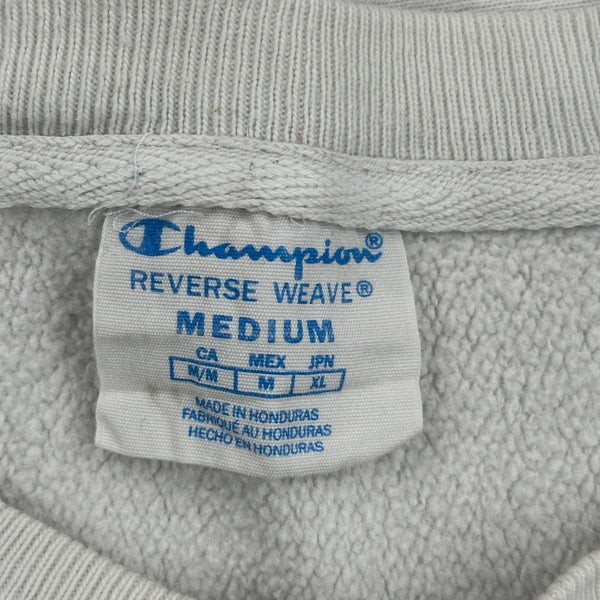 Champion®
REVERSE WEAVE®
MEDIUM
CA MEX JPN
M/M M XL
MADE IN HONDURAS
FABRIQUÉ AU HONDURAS
HECHO EN HONDURAS